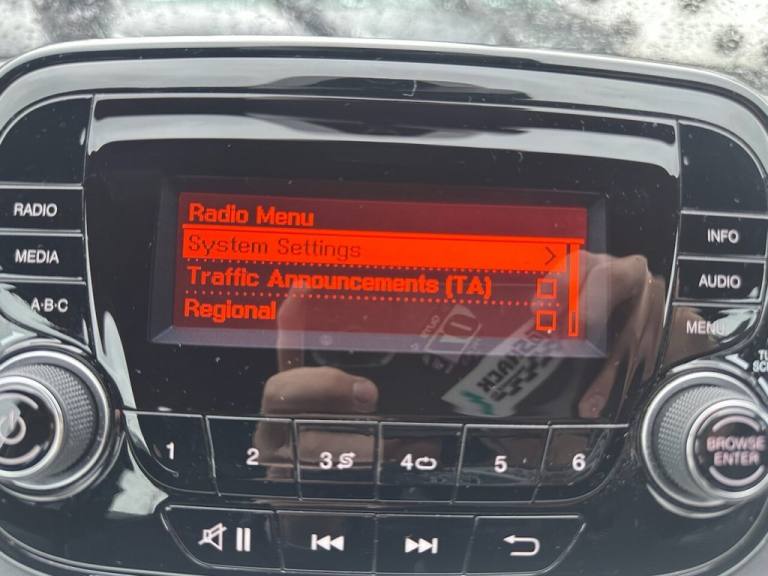 Radio Menu
System Settings
Traffic Announcements (TA)
Regional
RADIO
MEDIA
A·B·C
INFO
AUDIO
MENU
1
2
3
4
5
6
BROWSE
ENTER